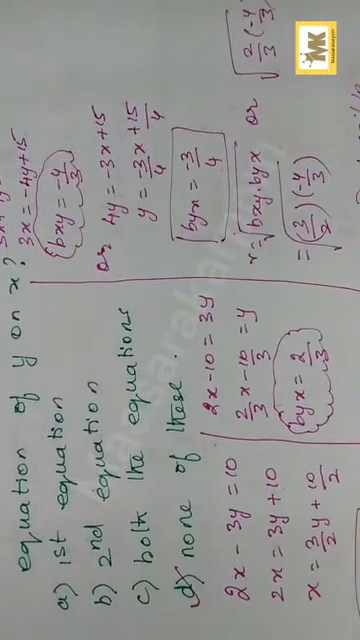 equation of y on x?
a) 1st equation
b) 2nd equation
c) both the equations
d) none of these.
2x - 3y = 10
2x = 3y + 10
x = 3/2 y + 10/2
2x - 10 = 3y
2/3 x - 10/3 = y
byx = 2/3
3x = -4y + 15
bxy = -4/3
or 4y = -3x + 15
y = -3/4 x + 15/4
byx = -3/4
r = √bxy.byx or √2/3 (-4/3)
= √(3/2) (-4/3)
MK